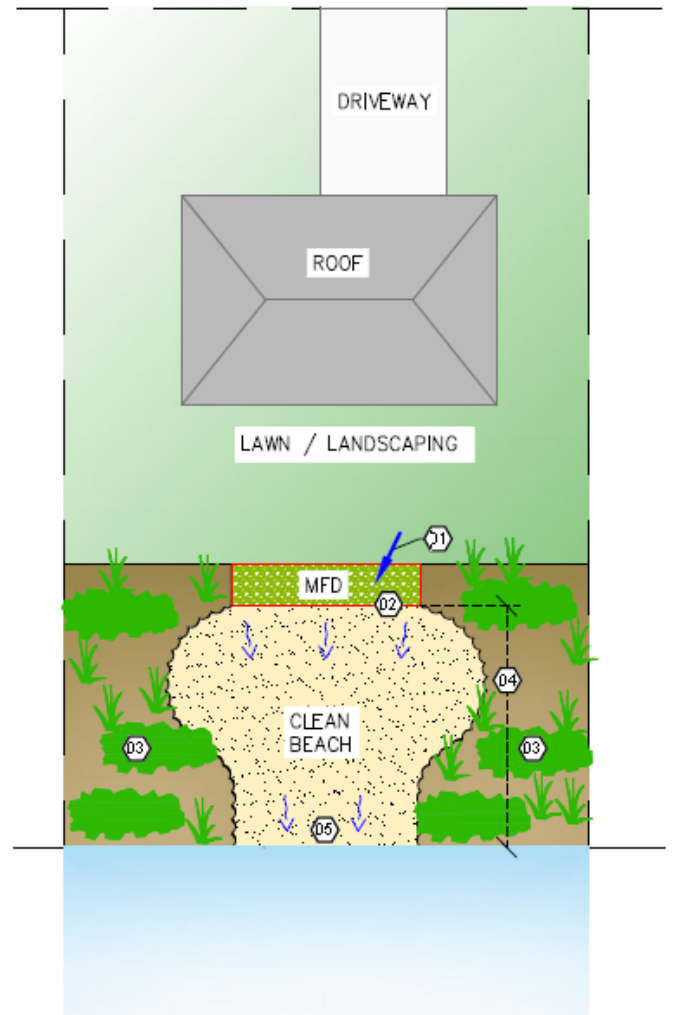 DRIVEWAY
ROOF
LAWN / LANDSCAPING
01
MFD
02
04
CLEAN
BEACH
03
03
05